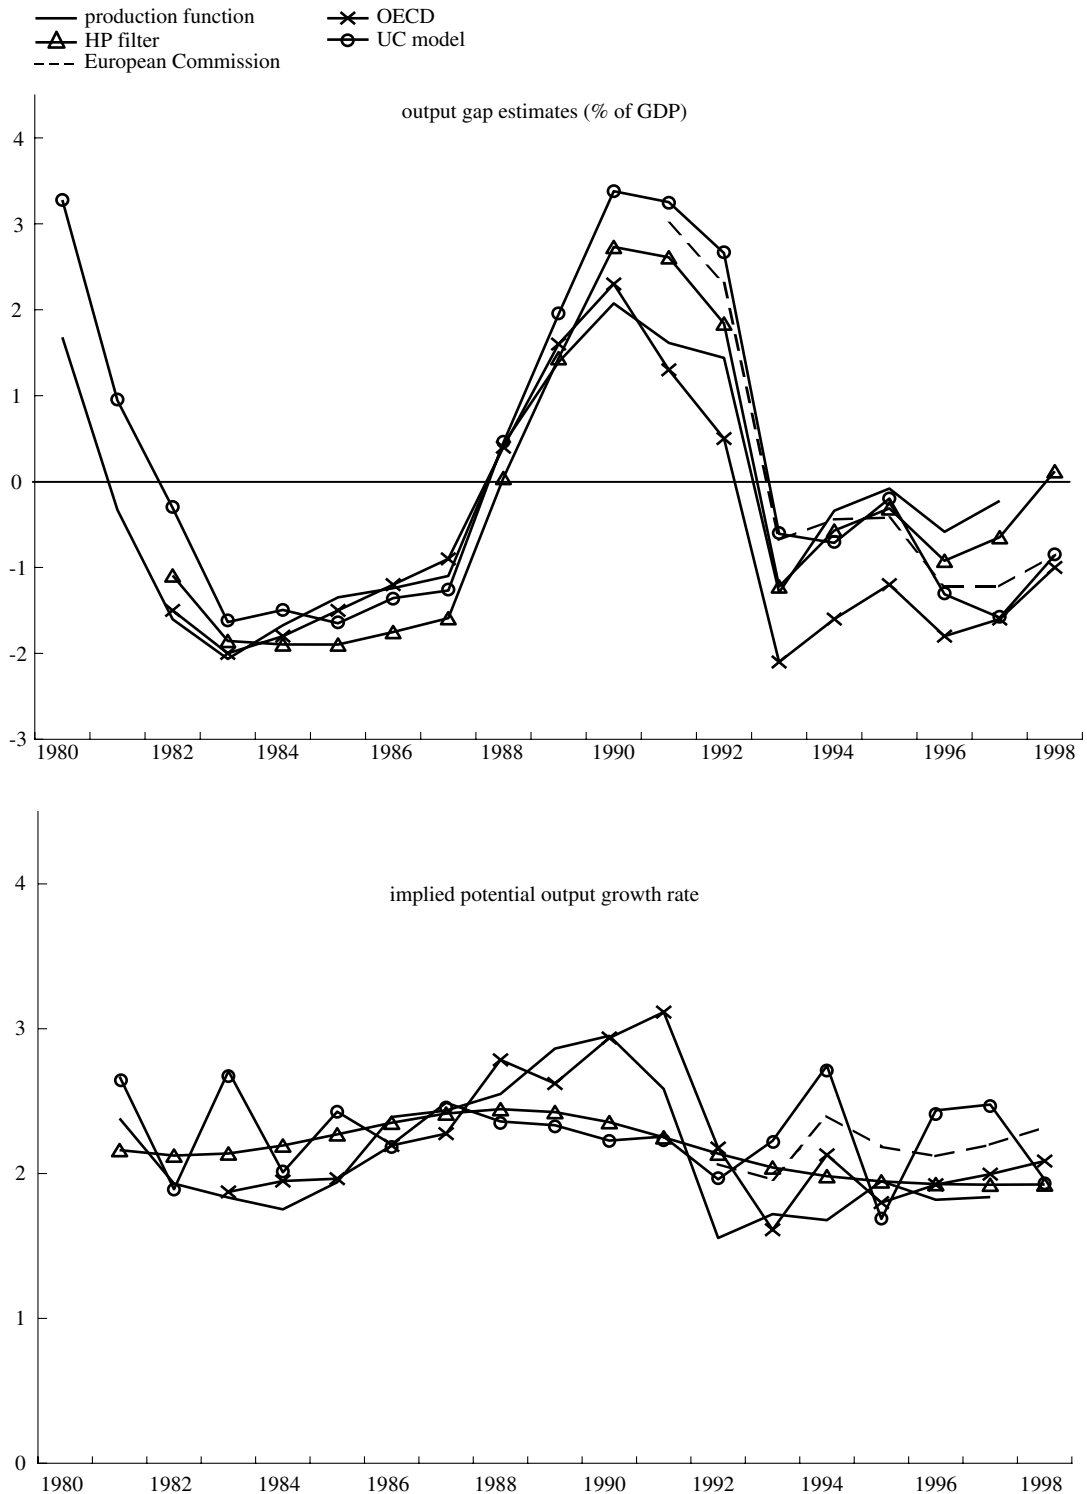 production function
HP filter
European Commission
OECD
UC model
output gap estimates (% of GDP)
4
3
2
1
0
-1
-2
-3
1980 1982 1984 1986 1988 1990 1992 1994 1996 1998
implied potential output growth rate
4
3
2
1
0
1980 1982 1984 1986 1988 1990 1992 1994 1996 1998